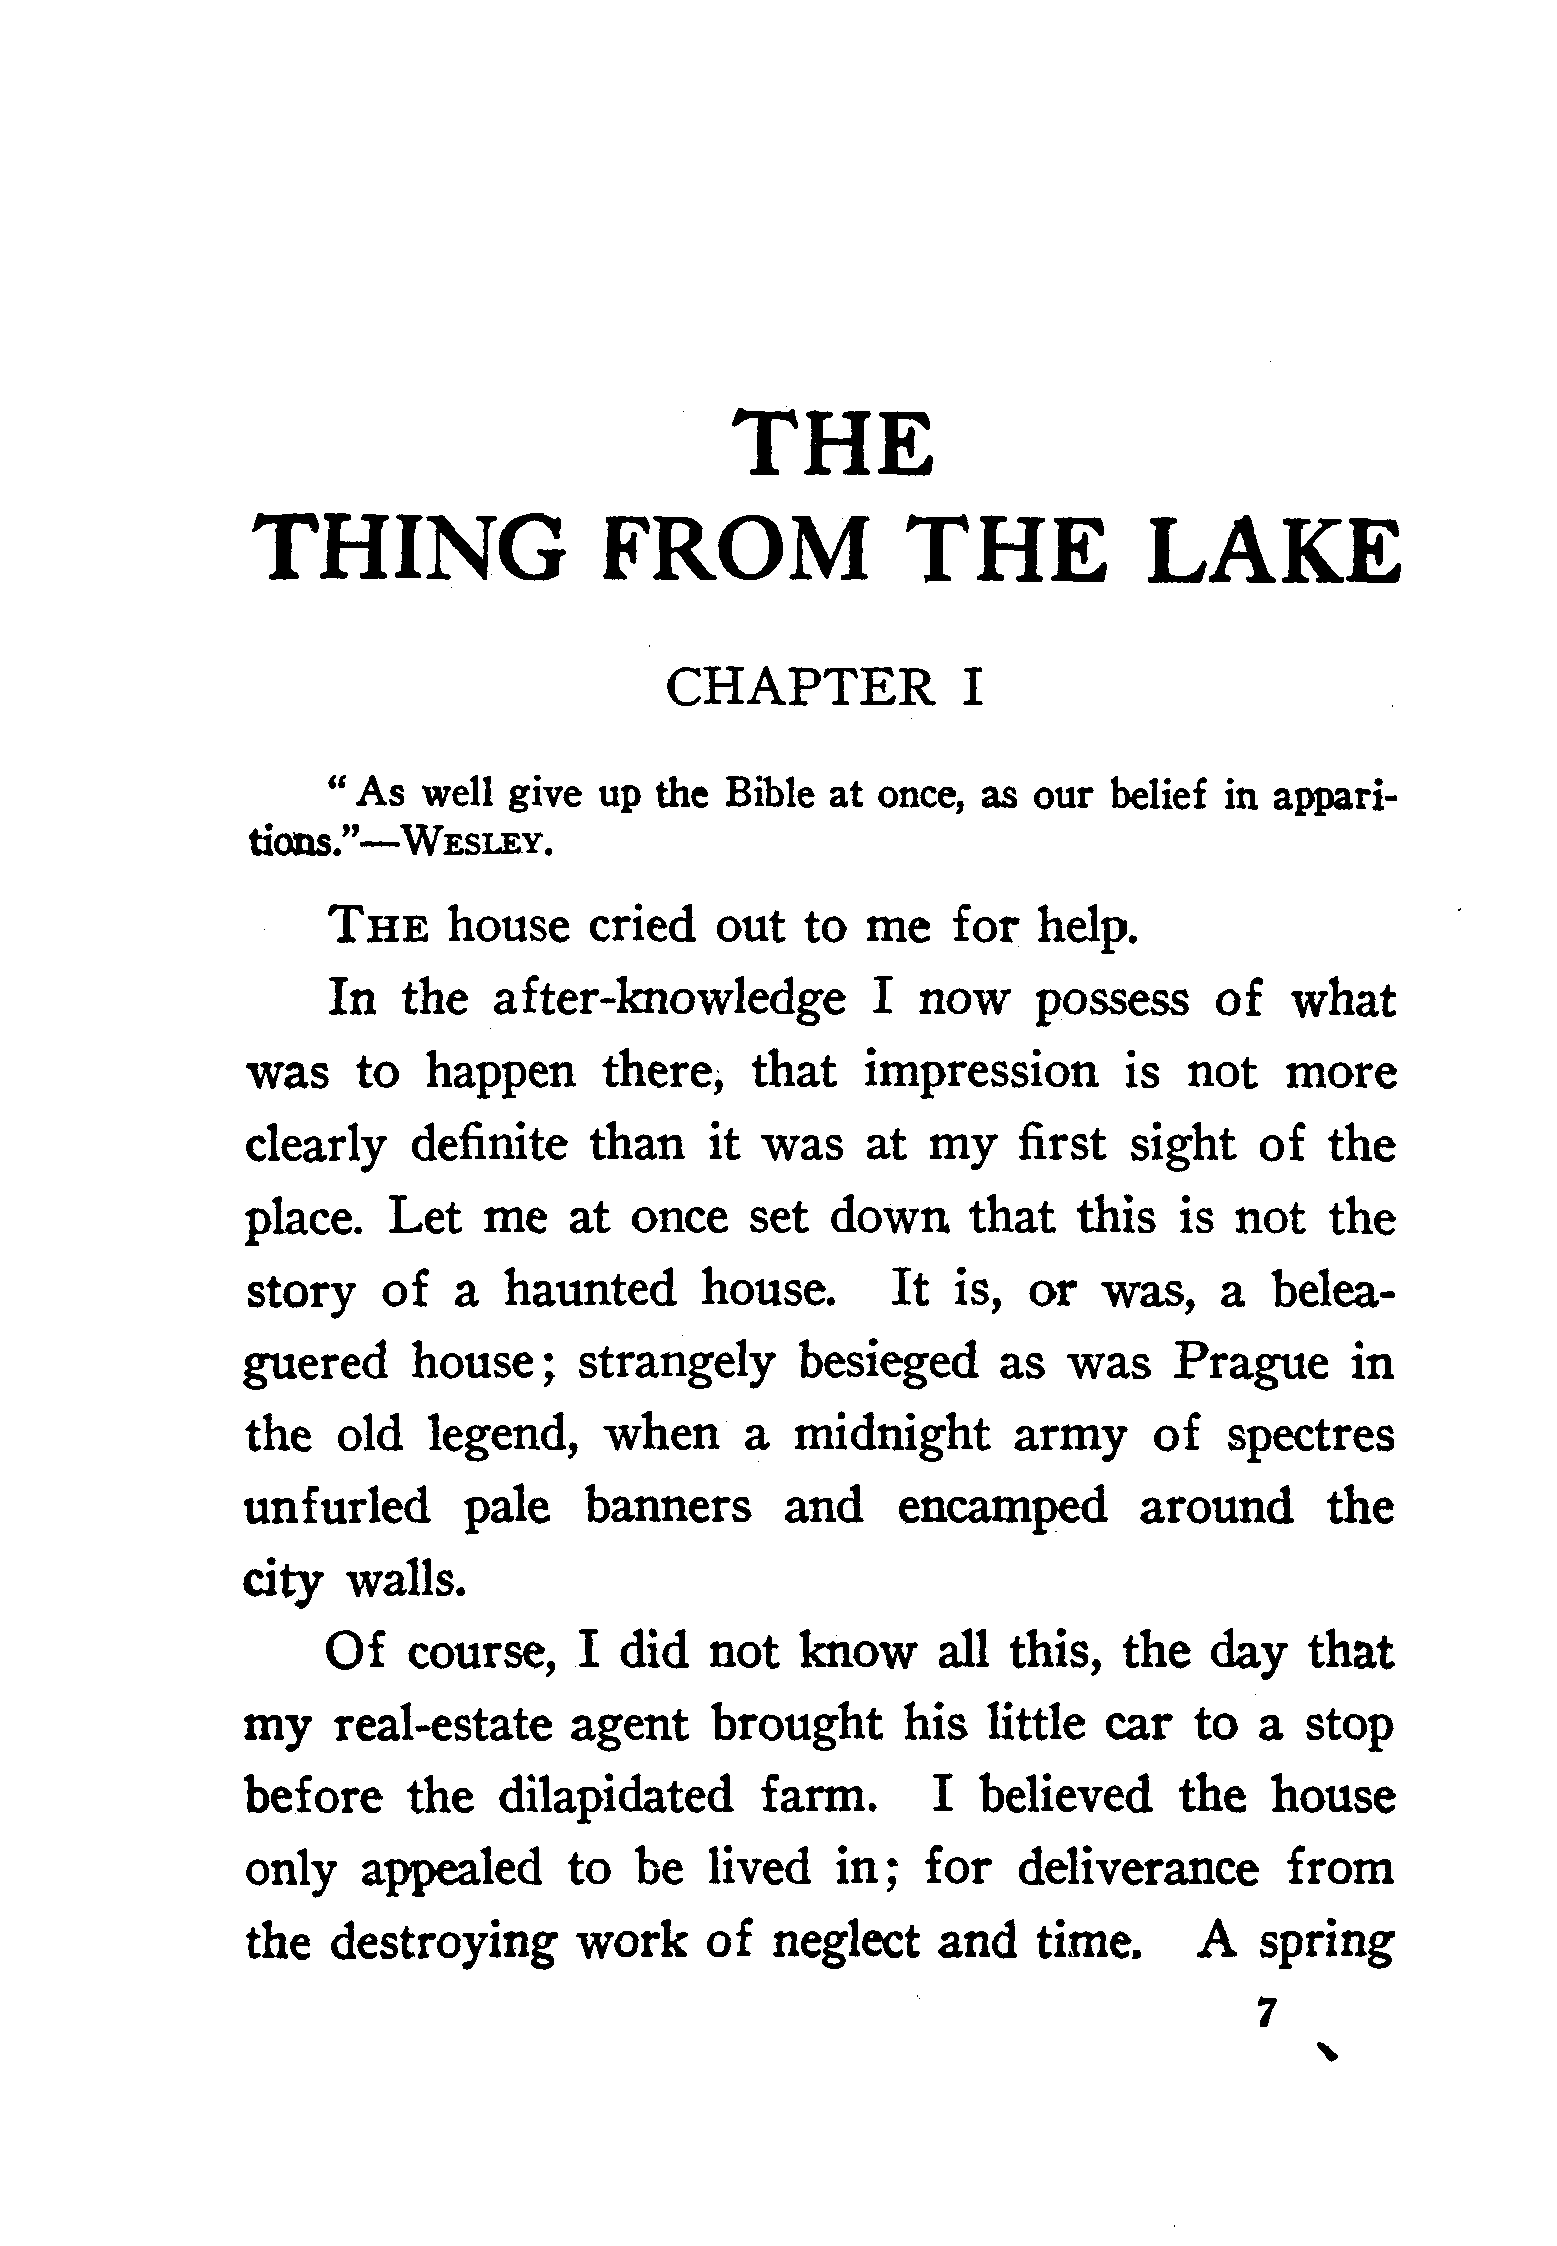 THE
THING FROM THE LAKE
CHAPTER I
“As well give up the Bible at once, as our belief in appari-
tions.”—WESLEY.
THE house cried out to me for help.
In the after-knowledge I now possess of what
was to happen there, that impression is not more
clearly definite than it was at my first sight of the
place. Let me at once set down that this is not the
story of a haunted house. It is, or was, a belea-
guered house; strangely besieged as was Prague in
the old legend, when a midnight army of spectres
unfurled pale banners and encamped around the
city walls.
Of course, I did not know all this, the day that
my real-estate agent brought his little car to a stop
before the dilapidated farm. I believed the house
only appealed to be lived in; for deliverance from
the destroying work of neglect and time. A spring
7